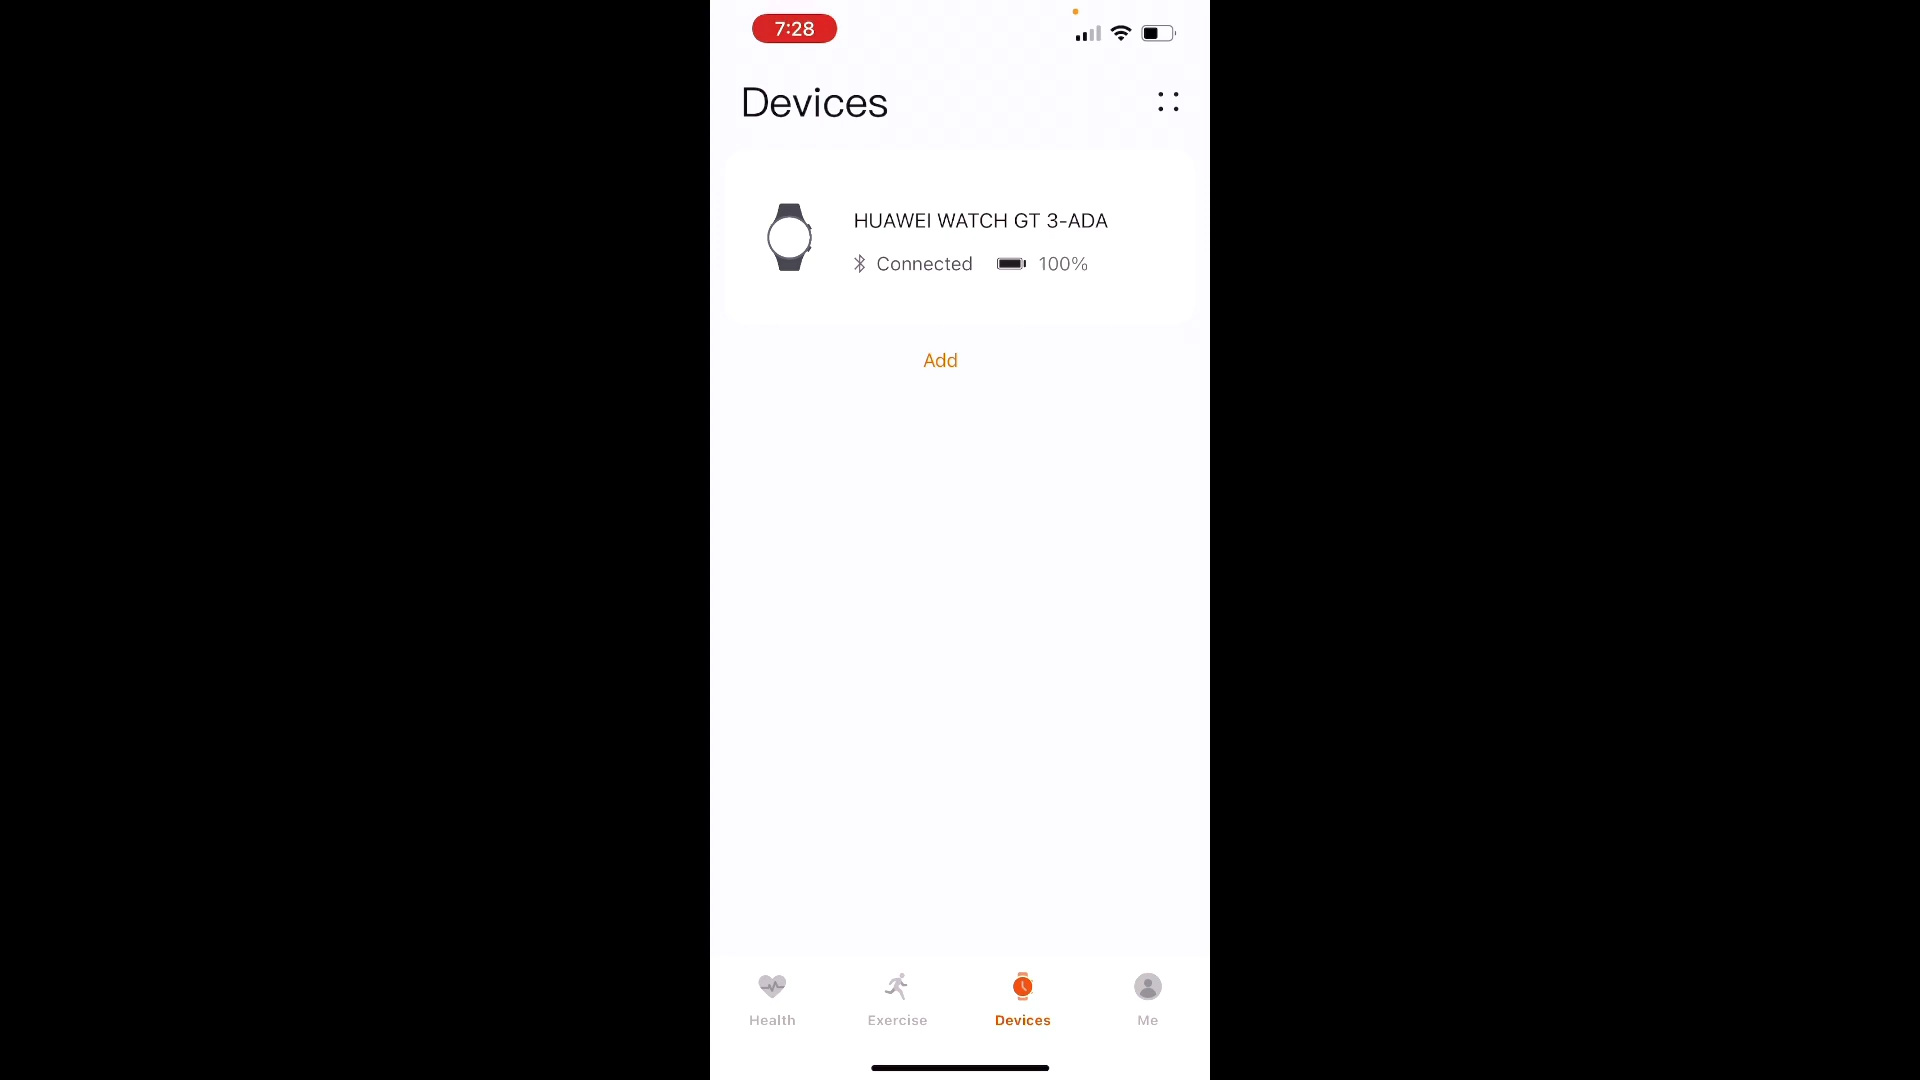 7:28
Devices
HUAWEI WATCH GT 3-ADA
Connected 100%
Add
Health Exercise Devices Me